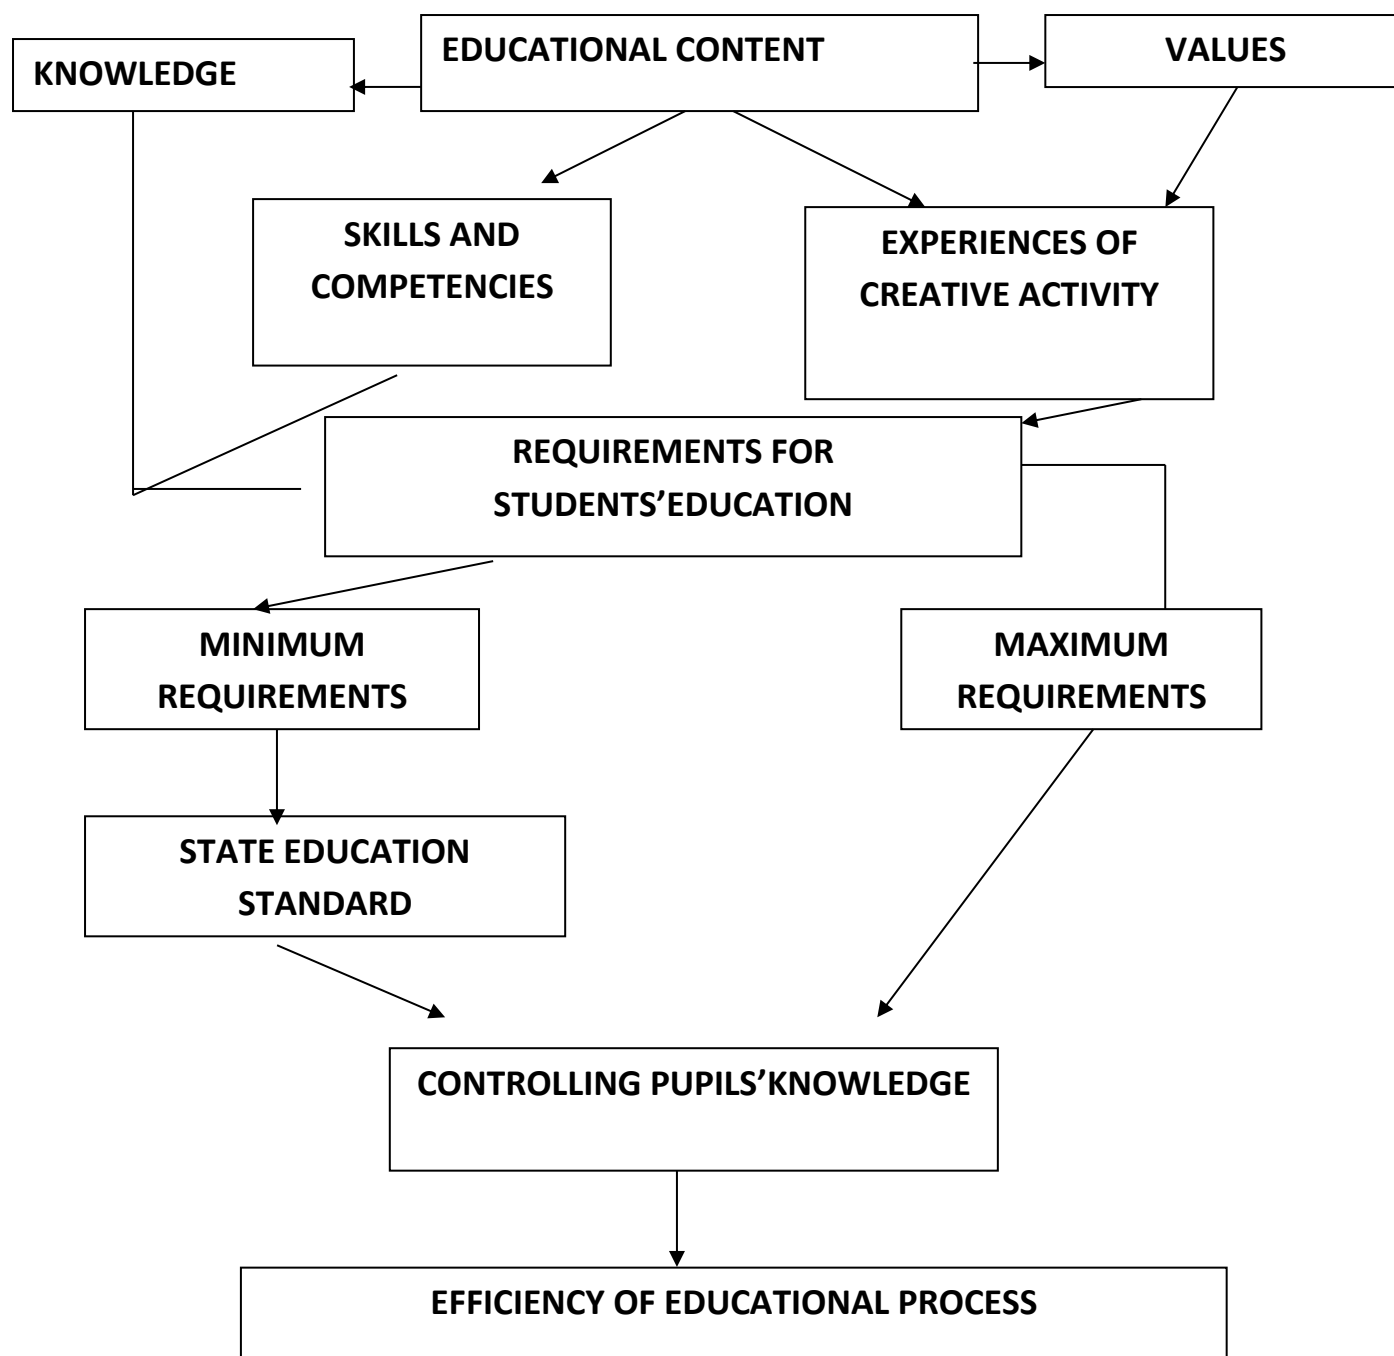 EDUCATIONAL CONTENT
VALUES
KNOWLEDGE
SKILLS AND
COMPETENCIES
EXPERIENCES OF
CREATIVE ACTIVITY
REQUIREMENTS FOR
STUDENTS’EDUCATION
MINIMUM
REQUIREMENTS
MAXIMUM
REQUIREMENTS
STATE EDUCATION
STANDARD
CONTROLLING PUPILS’KNOWLEDGE
EFFICIENCY OF EDUCATIONAL PROCESS